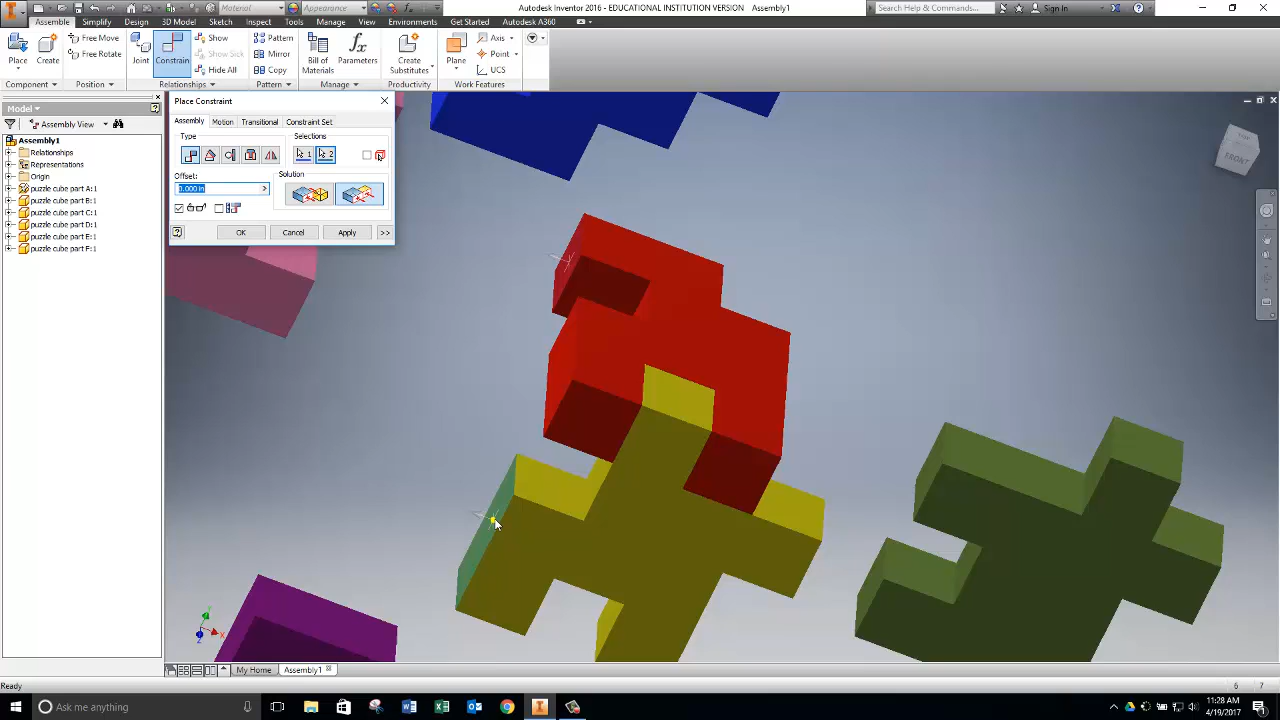 Material
Appearance
Autodesk Inventor 2016 - EDUCATIONAL INSTITUTION VERSION Assembly1
Search Help & Commands...
Sign In
Assemble Simplify Design 3D Model Sketch Inspect Tools Manage View Environments Get Started Autodesk A360
Place
Create
Free Move
Free Rotate
Joint
Constrain
Show
Show Sick
Hide All
Pattern
Mirror
Copy
Bill of Materials
Parameters
Create Substitutes
Plane
Axis
Point
UCS
Component Position Relationships Pattern Manage Productivity Work Features
Model
Assembly View
Assembly1
Relationships
Representations
Origin
puzzle cube part A:1
puzzle cube part B:1
puzzle cube part C:1
puzzle cube part D:1
puzzle cube part E:1
puzzle cube part F:1
Place Constraint
Assembly Motion Transitional Constraint Set
Type
Selections
1
2
Offset:
0.000 in
Solution
OK Cancel Apply >>
TOP
FRONT
Y
X
Z
My Home Assembly1
Ready
6 7
Ask me anything
11:28 AM
4/19/2017